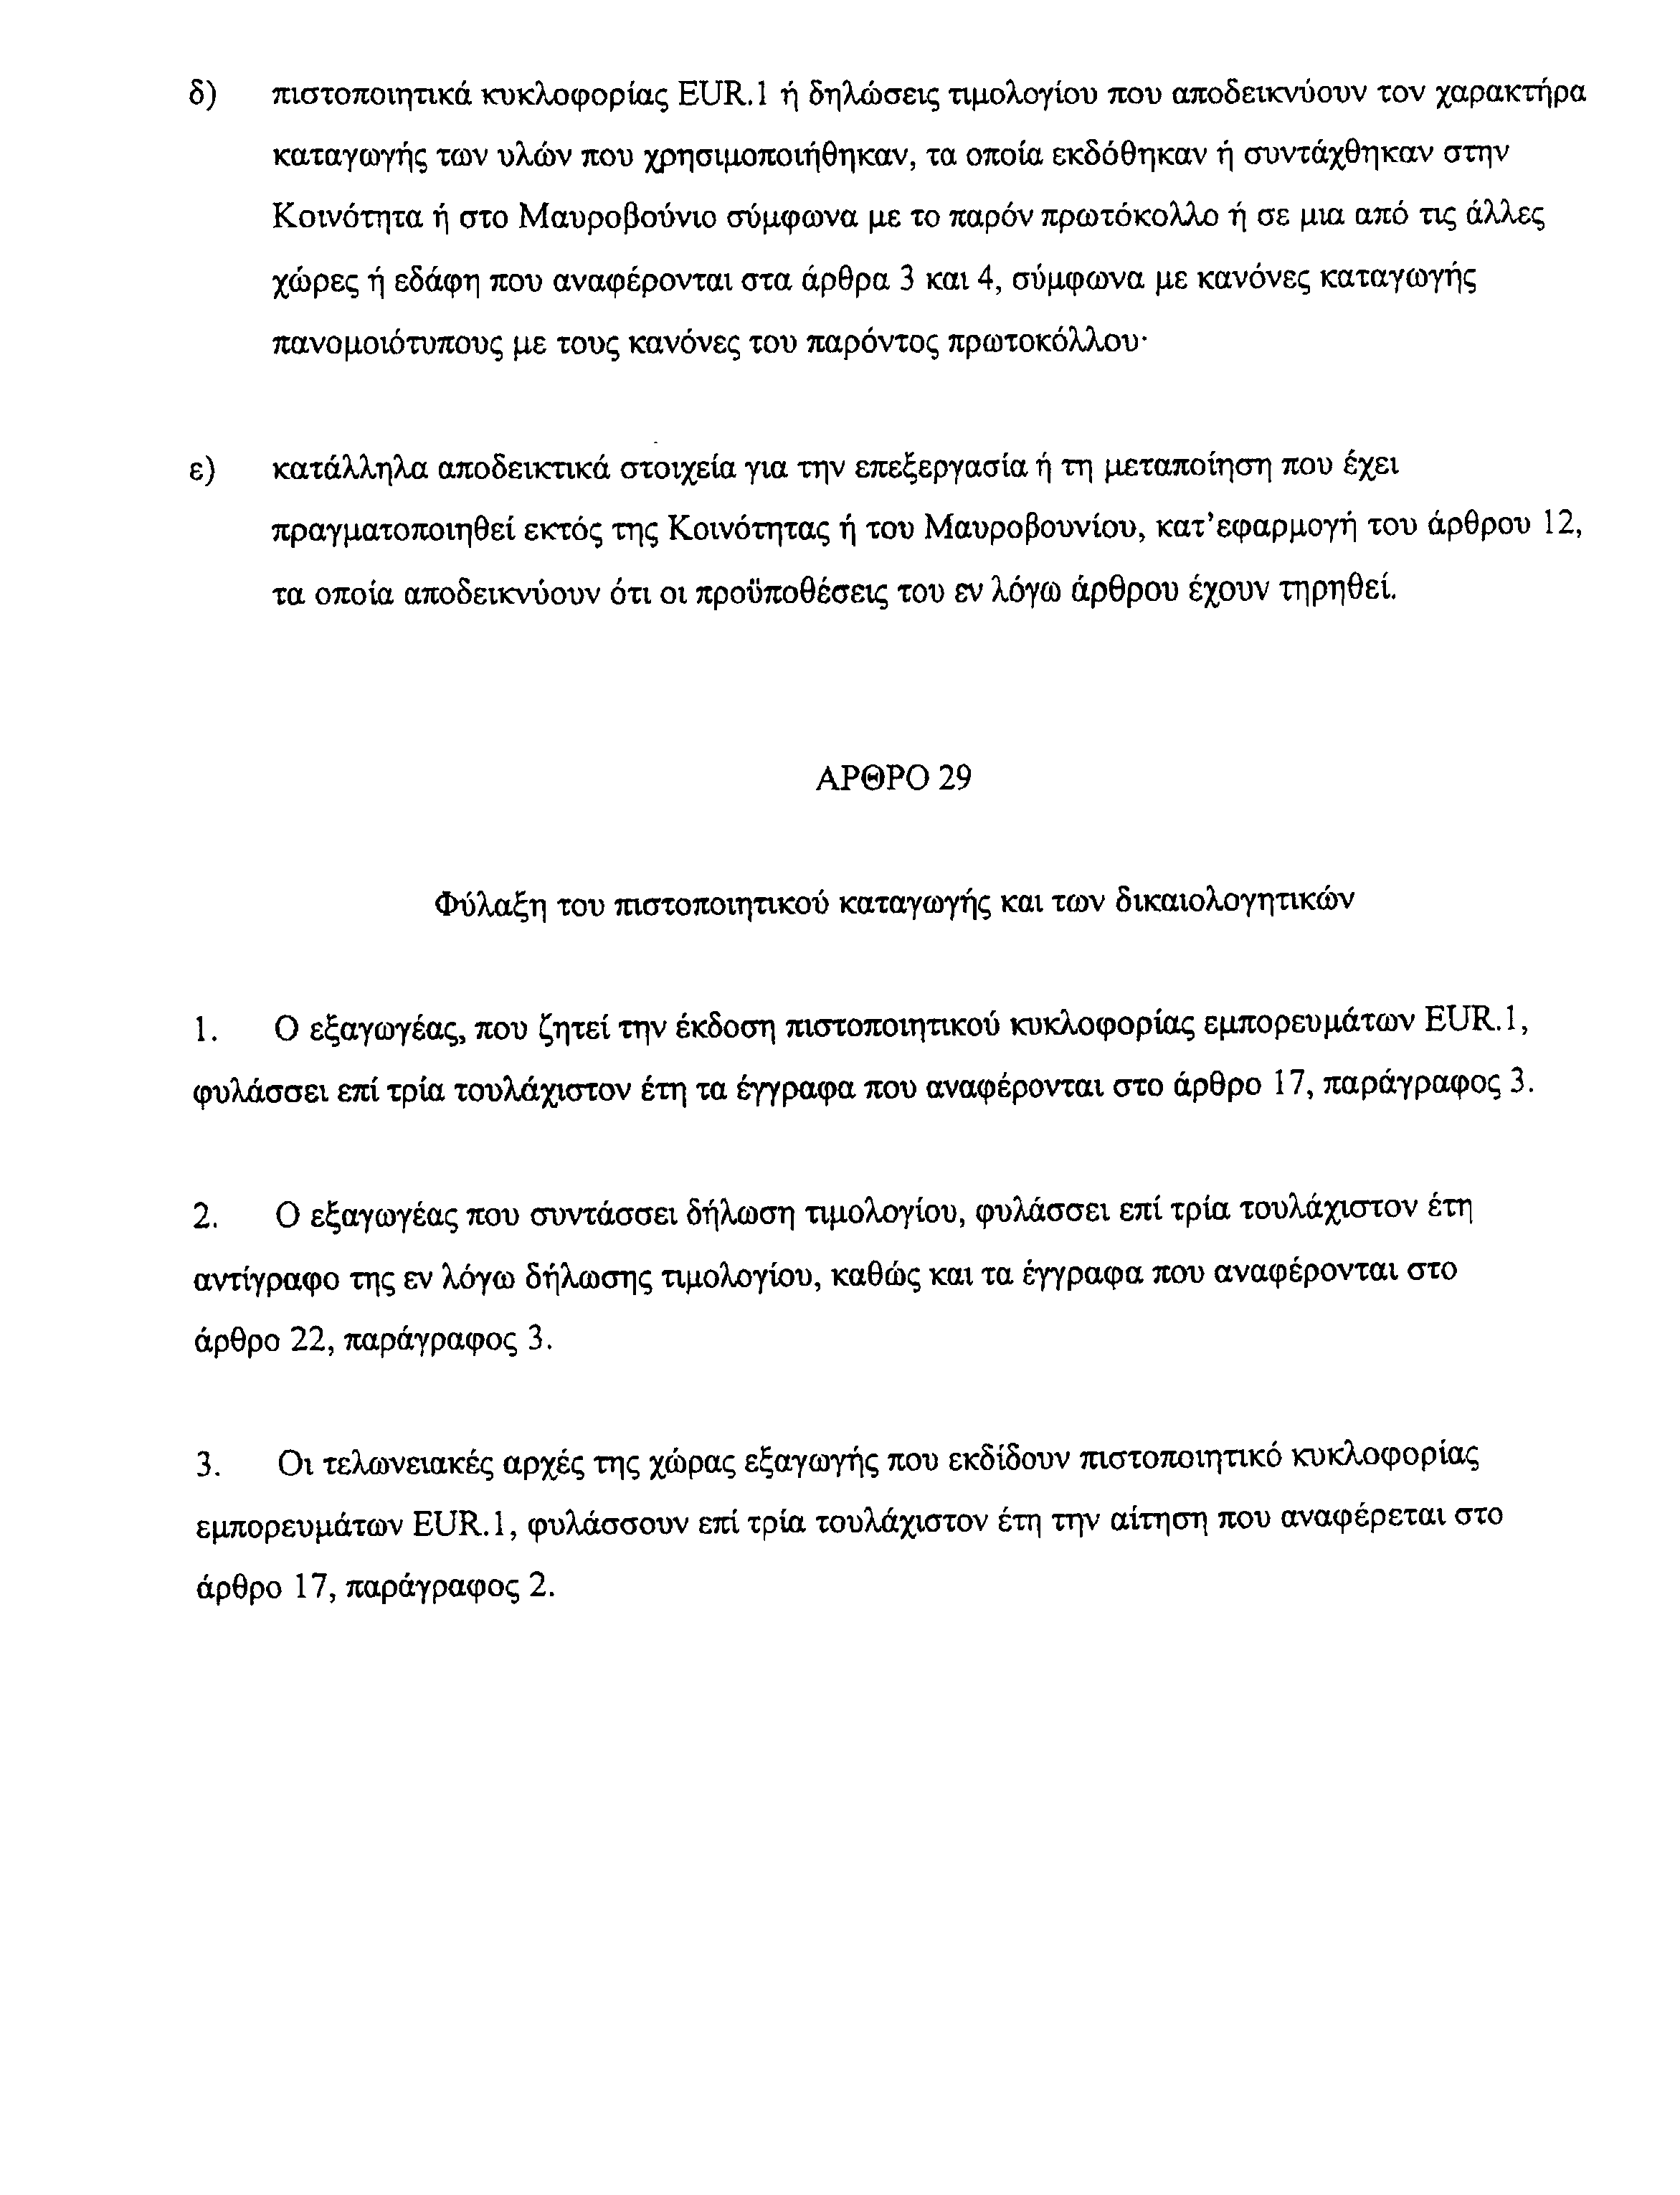 δ) πιστοποιητικά κυκλοφορίας EUR.1 ή δηλώσεις τιμολογίου που αποδεικνύουν τον χαρακτήρα
καταγωγής των υλών που χρησιμοποιήθηκαν, τα οποία εκδόθηκαν ή συντάχθηκαν στην
Κοινότητα ή στο Μαυροβούνιο σύμφωνα με το παρόν πρωτόκολλο ή σε μια από τις άλλες
χώρες ή εδάφη που αναφέρονται στα άρθρα 3 και 4, σύμφωνα με κανόνες καταγωγής
πανομοιότυπους με τους κανόνες του παρόντος πρωτοκόλλου·
ε) κατάλληλα αποδεικτικά στοιχεία για την επεξεργασία ή τη μεταποίηση που έχει
πραγματοποιηθεί εκτός της Κοινότητας ή του Μαυροβουνίου, κατ’εφαρμογή του άρθρου 12,
τα οποία αποδεικνύουν ότι οι προϋποθέσεις του εν λόγω άρθρου έχουν τηρηθεί.
ΑΡΘΡΟ 29
Φύλαξη του πιστοποιητικού καταγωγής και των δικαιολογητικών
1. Ο εξαγωγέας, που ζητεί την έκδοση πιστοποιητικού κυκλοφορίας εμπορευμάτων EUR.1,
φυλάσσει επί τρία τουλάχιστον έτη τα έγγραφα που αναφέρονται στο άρθρο 17, παράγραφος 3.
2. Ο εξαγωγέας που συντάσσει δήλωση τιμολογίου, φυλάσσει επί τρία τουλάχιστον έτη
αντίγραφο της εν λόγω δήλωσης τιμολογίου, καθώς και τα έγγραφα που αναφέρονται στο
άρθρο 22, παράγραφος 3.
3. Οι τελωνειακές αρχές της χώρας εξαγωγής που εκδίδουν πιστοποιητικό κυκλοφορίας
εμπορευμάτων EUR.1, φυλάσσουν επί τρία τουλάχιστον έτη την αίτηση που αναφέρεται στο
άρθρο 17, παράγραφος 2.